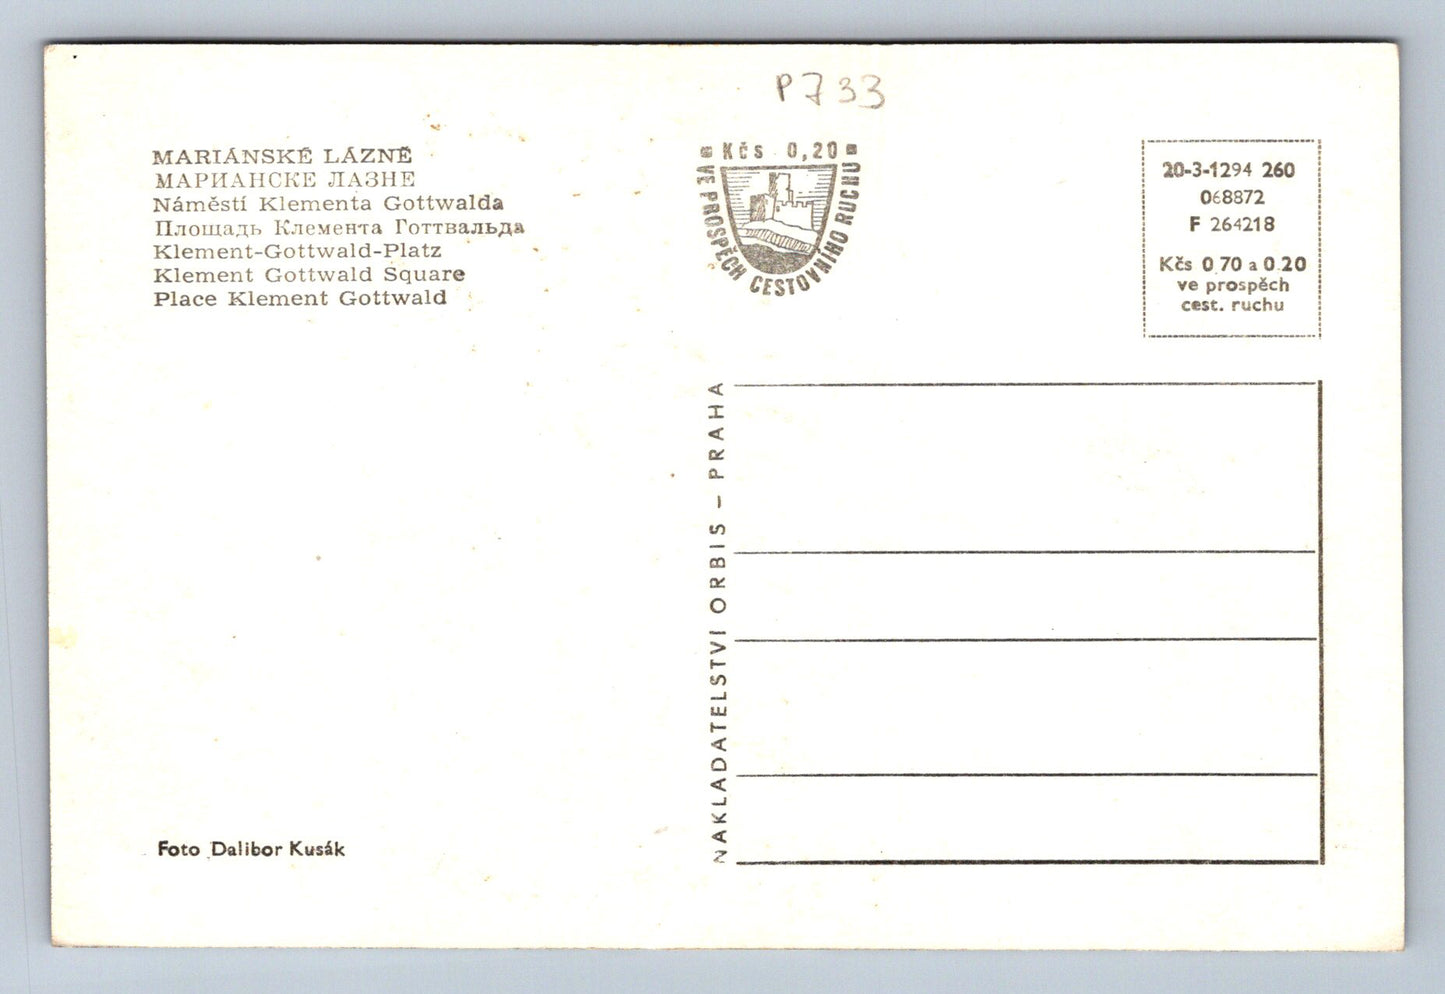 P733
MARIÁNSKÉ LÁZNĚ
МАРИАНСКЕ ЛАЗНЕ
Náměstí Klementa Gottwalda
Площадь Клемента Готтвальда
Klement-Gottwald-Platz
Klement Gottwald Square
Place Klement Gottwald
Kčs 0,20
VE PROSPĚCH CESTOVNÍHO RUCHU
20-3-1294 260
068872
F 264218
Kčs 0.70 a 0.20
ve prospěch
cest. ruchu
NAKLADATELSTVÍ ORBIS – PRAHA
Foto Dalibor Kusák